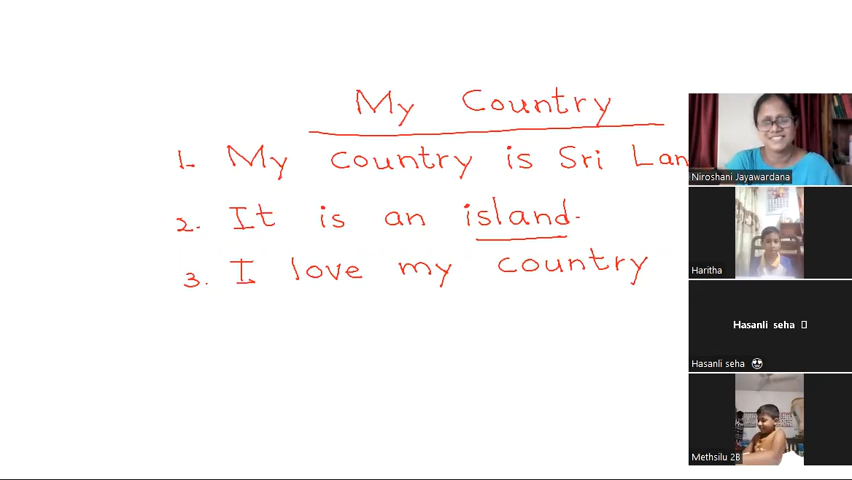 My Country
1. My country is Sri Lan
2. It is an island.
3. I love my country
Niroshani Jayawardana
Haritha
Hasanli seha
Hasanli seha 😍
Methsilu 2B